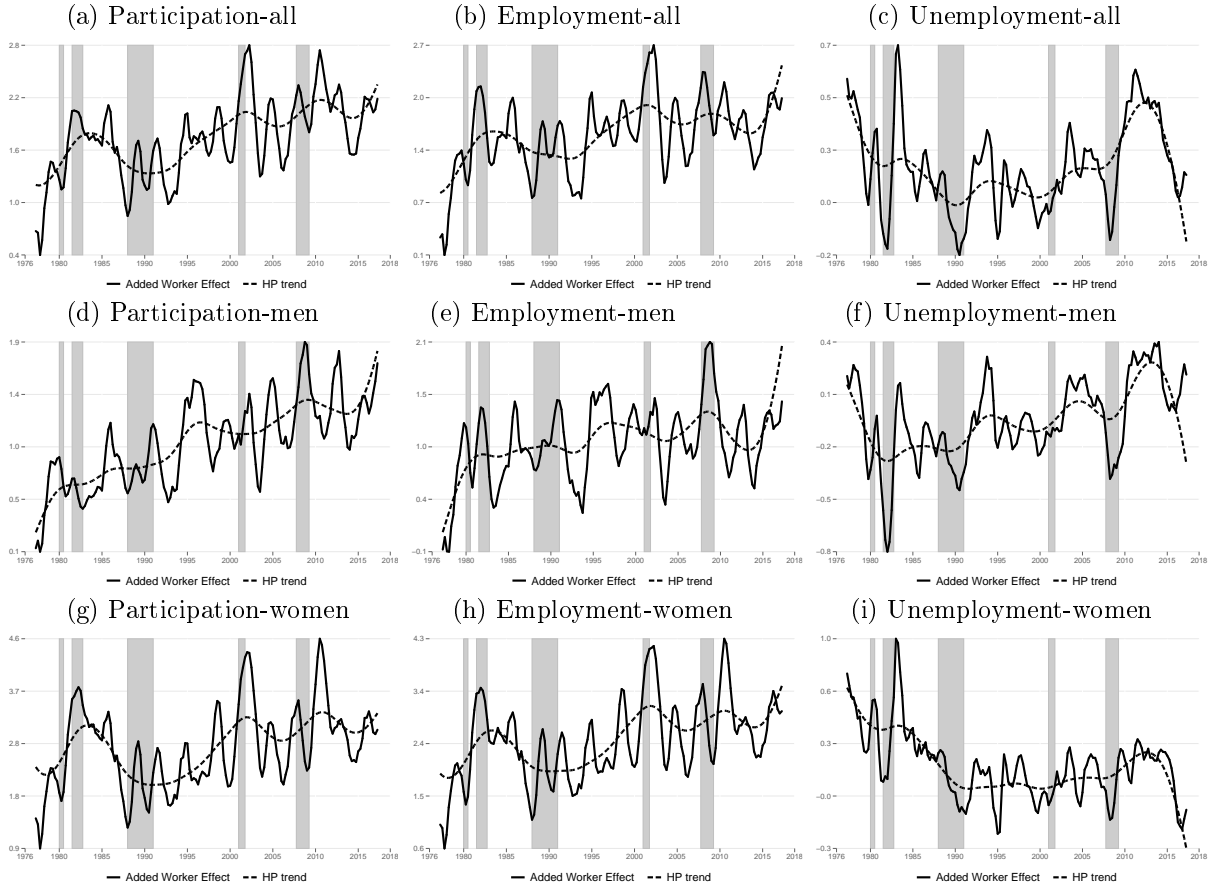 (a) Participation-all
(b) Employment-all
(c) Unemployment-all
2.8
2.2
1.6
1.0
0.4
1976 1980 1985 1990 1995 2000 2005 2010 2015 2018
Added Worker Effect HP trend
2.7
2.0
1.4
0.7
0.1
1976 1980 1985 1990 1995 2000 2005 2010 2015 2018
Added Worker Effect HP trend
0.7
0.5
0.3
0.0
−0.2
1976 1980 1985 1990 1995 2000 2005 2010 2015 2018
Added Worker Effect HP trend
(d) Participation-men
(e) Employment-men
(f) Unemployment-men
1.9
1.4
1.0
0.5
0.1
1976 1980 1985 1990 1995 2000 2005 2010 2015 2018
Added Worker Effect HP trend
2.1
1.5
1.0
0.4
−0.1
1976 1980 1985 1990 1995 2000 2005 2010 2015 2018
Added Worker Effect HP trend
0.4
0.1
−0.2
−0.5
−0.8
1976 1980 1985 1990 1995 2000 2005 2010 2015 2018
Added Worker Effect HP trend
(g) Participation-women
(h) Employment-women
(i) Unemployment-women
4.6
3.7
2.8
1.8
0.9
1976 1980 1985 1990 1995 2000 2005 2010 2015 2018
Added Worker Effect HP trend
4.3
3.4
2.4
1.5
0.6
1976 1980 1985 1990 1995 2000 2005 2010 2015 2018
Added Worker Effect HP trend
1.0
0.6
0.3
−0.0
−0.3
1976 1980 1985 1990 1995 2000 2005 2010 2015 2018
Added Worker Effect HP trend